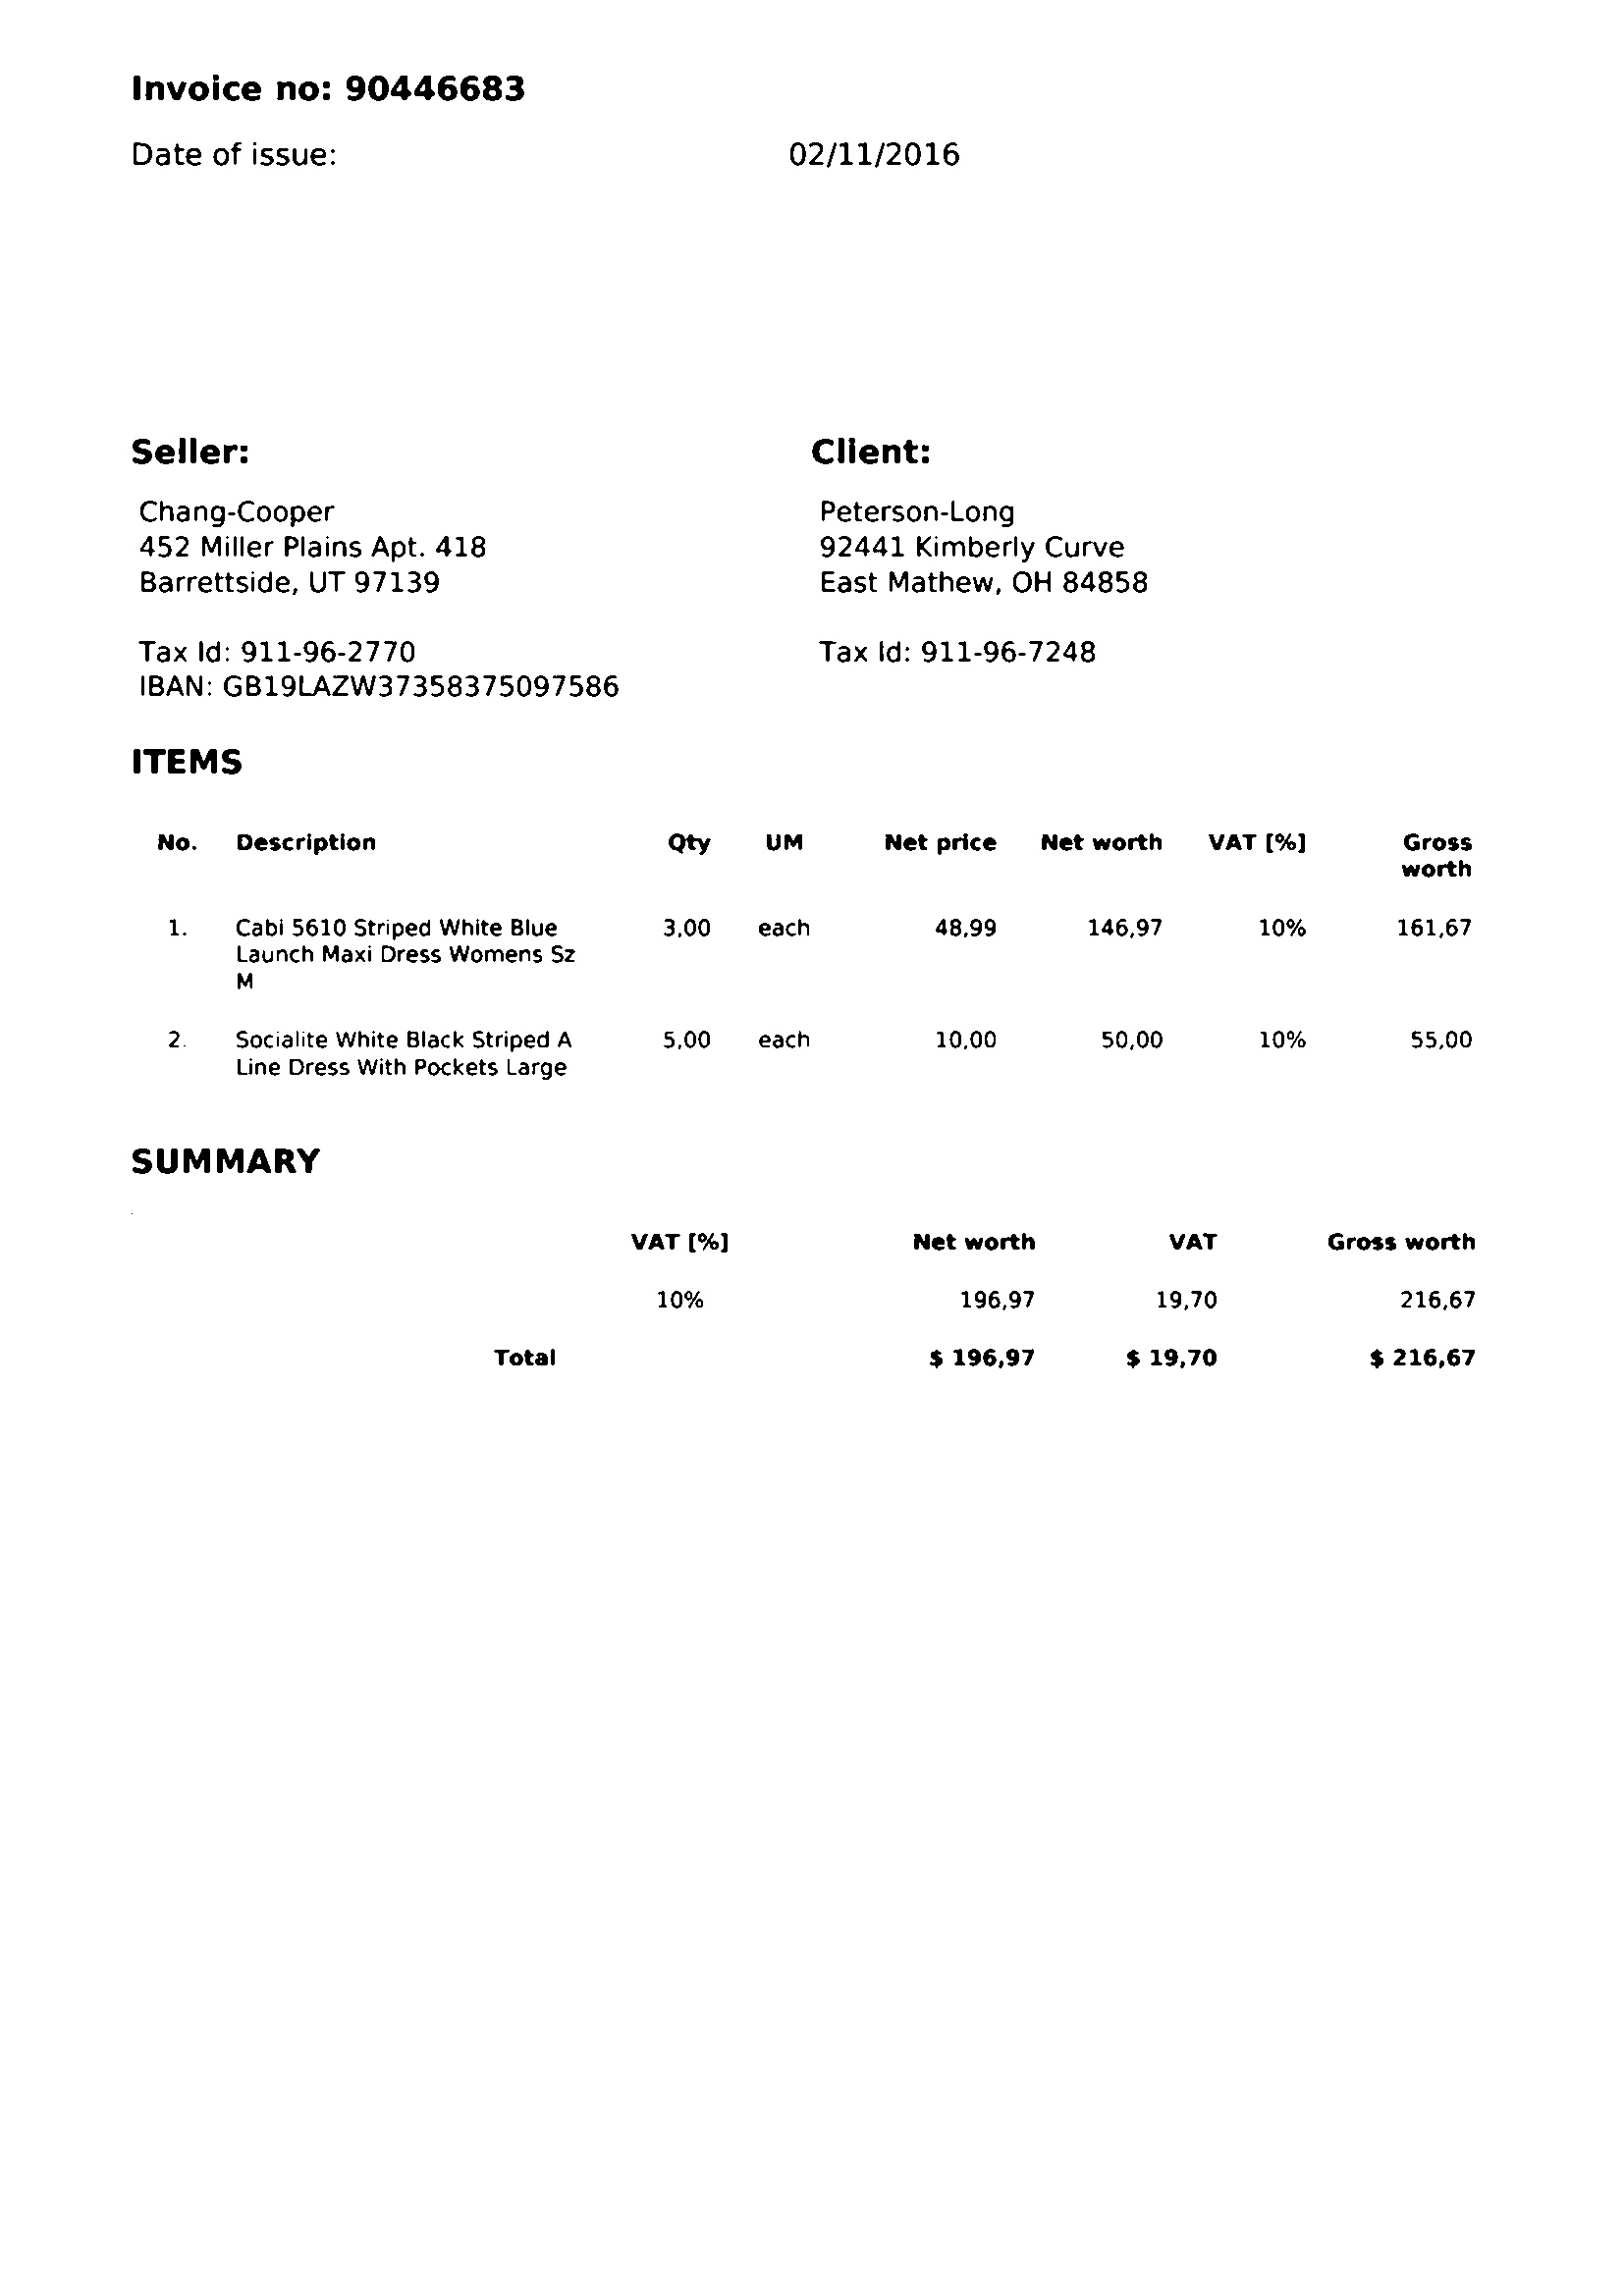 Invoice no: 90446683
Date of issue: 02/11/2016
Seller: Client:
Chang-Cooper Peterson-Long
452 Miller Plains Apt. 418 92441 Kimberly Curve
Barrettside, UT 97139 East Mathew, OH 84858
Tax Id: 911-96-2770 Tax Id: 911-96-7248
IBAN: GB19LAZW37358375097586
ITEMS
No. Description Qty UM Net price Net worth VAT [%] Gross
worth
1. Cabi 5610 Striped White Blue 3,00 each 48,99 146,97 10% 161,67
Launch Maxi Dress Womens Sz
M
2. Socialite White Black Striped A 5,00 each 10,00 50,00 10% 55,00
Line Dress With Pockets Large
SUMMARY
VAT [%] Net worth VAT Gross worth
10% 196,97 19,70 216,67
Total $ 196,97 $ 19,70 $ 216,67